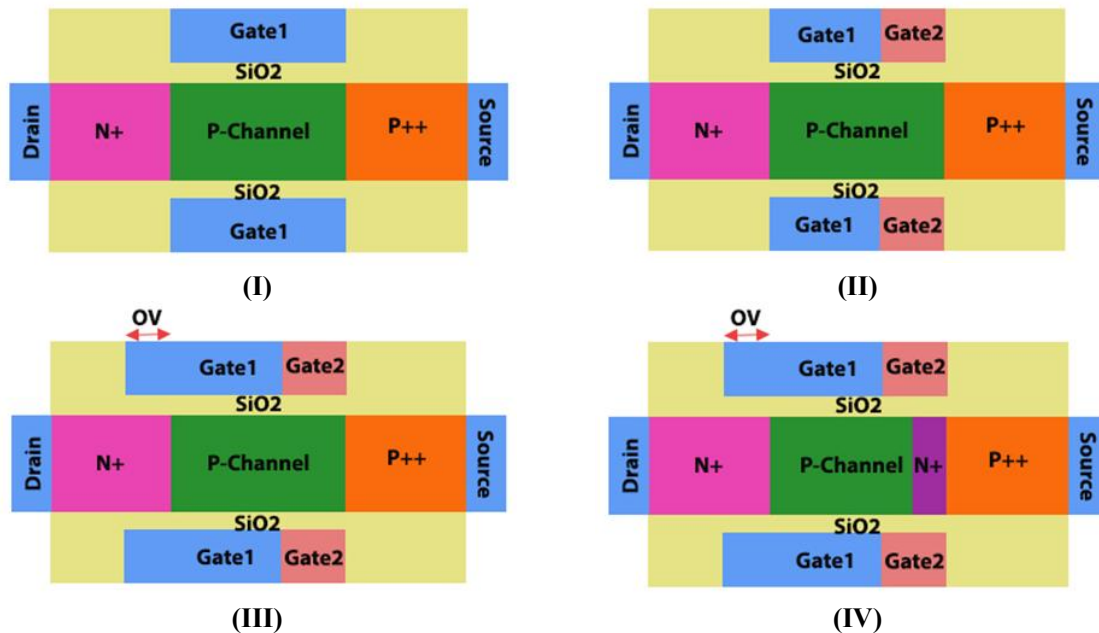 Gate1
SiO2
Drain
N+
P-Channel
P++
Source
SiO2
Gate1
(I)
Gate1
Gate2
SiO2
Drain
N+
P-Channel
P++
Source
SiO2
Gate1
Gate2
(II)
OV
Gate1
Gate2
SiO2
Drain
N+
P-Channel
P++
Source
SiO2
Gate1
Gate2
(III)
OV
Gate1
Gate2
SiO2
Drain
N+
P-Channel
N+
P++
Source
SiO2
Gate1
Gate2
(IV)